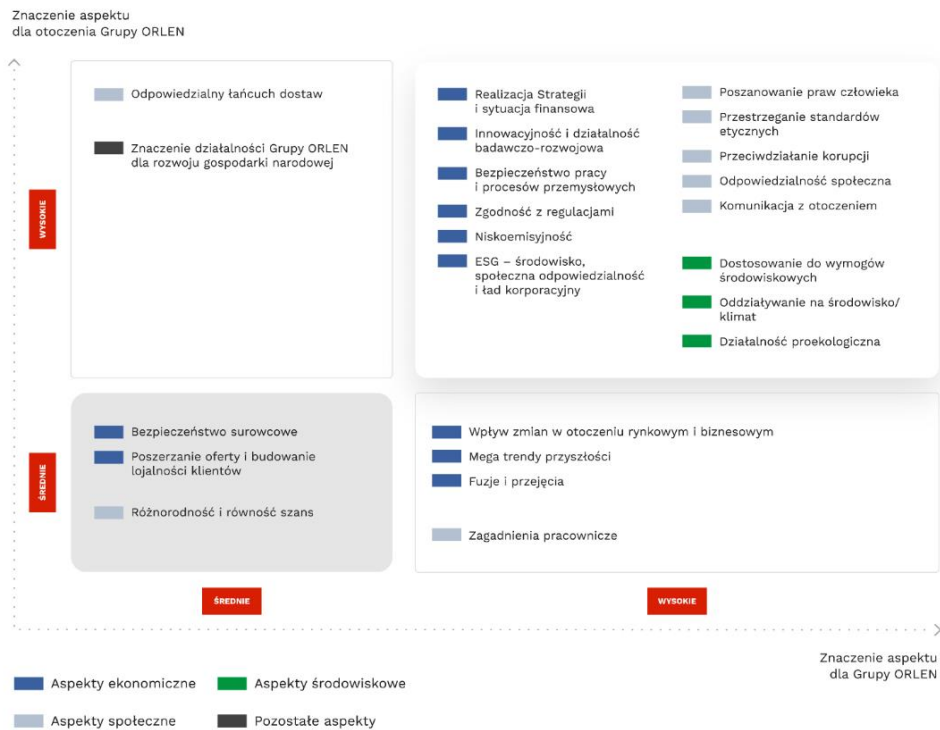 Znaczenie aspektu
dla otoczenia Grupy ORLEN
WYSOKIE
Odpowiedzialny łańcuch dostaw
Znaczenie działalności Grupy ORLEN
dla rozwoju gospodarki narodowej
Realizacja Strategii
i sytuacja finansowa
Innowacyjność i działalność
badawczo-rozwojowa
Bezpieczeństwo pracy
i procesów przemysłowych
Zgodność z regulacjami
Niskoemisyjność
ESG – środowisko,
społeczna odpowiedzialność
i ład korporacyjny
Poszanowanie praw człowieka
Przestrzeganie standardów
etycznych
Przeciwdziałanie korupcji
Odpowiedzialność społeczna
Komunikacja z otoczeniem
Dostosowanie do wymogów
środowiskowych
Oddziaływanie na środowisko/
klimat
Działalność proekologiczna
ŚREDNIE
Bezpieczeństwo surowcowe
Poszerzanie oferty i budowanie
lojalności klientów
Różnorodność i równość szans
Wpływ zmian w otoczeniu rynkowym i biznesowym
Mega trendy przyszłości
Fuzje i przejęcia
Zagadnienia pracownicze
ŚREDNIE
WYSOKIE
Znaczenie aspektu
dla Grupy ORLEN
Aspekty ekonomiczne
Aspekty środowiskowe
Aspekty społeczne
Pozostałe aspekty